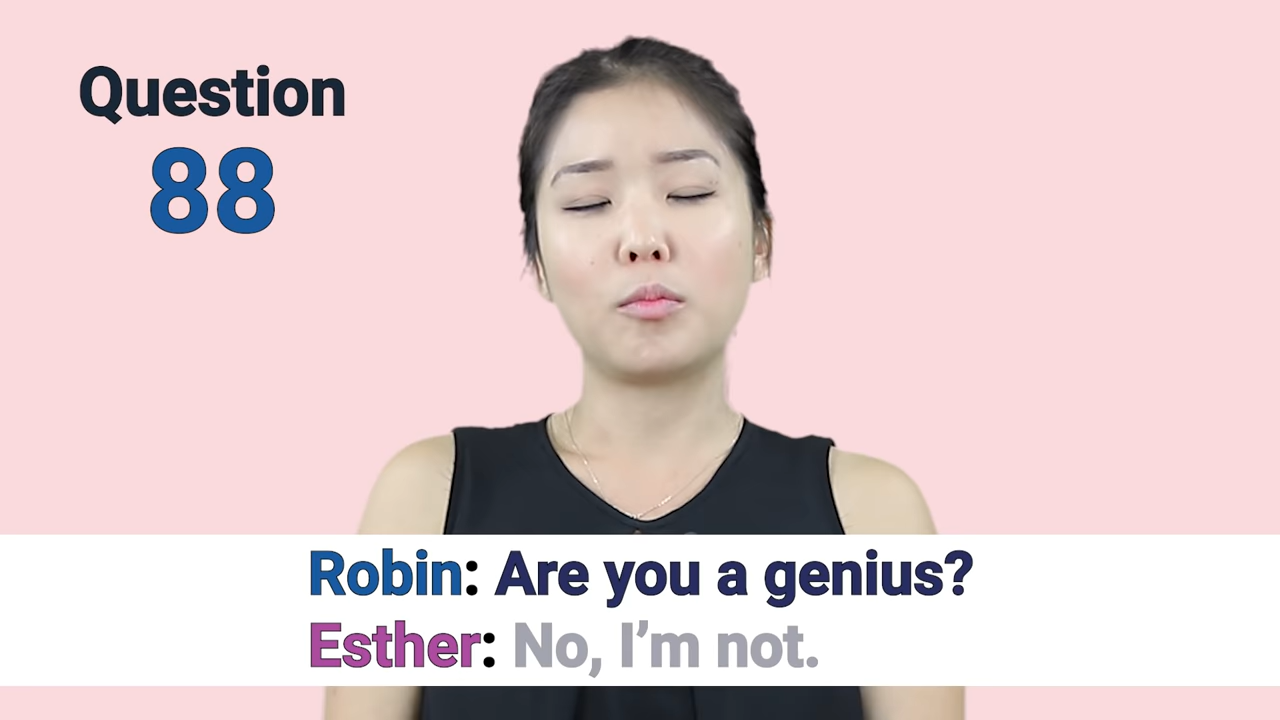 Question
88
Robin: Are you a genius?
Esther: No, I’m not.